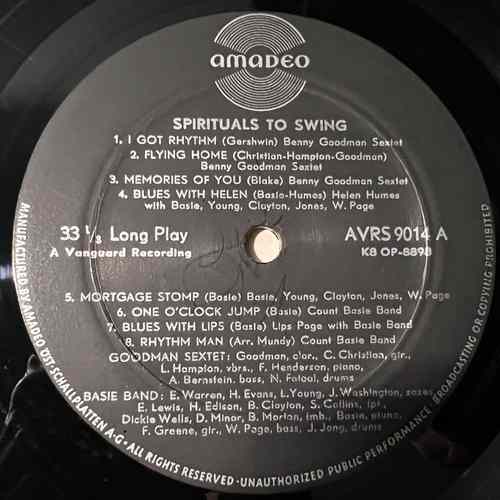 AMADEO
SPIRITUALS TO SWING
1. I GOT RHYTHM (Gershwin) Benny Goodman Sextet
2. FLYING HOME (Christian-Hampton-Goodman)
Benny Goodman Sextet
3. MEMORIES OF YOU (Blake) Benny Goodman Sextet
4. BLUES WITH HELEN (Basie-Humes) Helen Humes
with Basie, Young, Clayton, Jones, W. Page
33 1/3 Long Play
AVRS 9014 A
A Vanguard Recording
K8 OP-8898
5. MORTGAGE STOMP (Basie) Basie, Young, Clayton, Jones, W. Page
6. ONE O'CLOCK JUMP (Basie) Count Basie Band
7. BLUES WITH LIPS (Basie) Lips Page with Basie Band
8. RHYTHM MAN (Arr. Mundy) Count Basie Band
GOODMAN SEXTET: Goodman, clar., C. Christian, gtr.,
L. Hampton, vbrs., F. Henderson, piano,
A. Bernstein, bass, N. Fatool, drums
BASIE BAND: E. Warren, H. Evans, L. Young, J. Washington, saxes,
E. Lewis, H. Edison, B. Clayton, S. Collins, tpt.,
Dickie Wells, D. Minor, B. Morton, tmb., Basie, piano,
F. Greene, gtr., W. Page, bass, J. Jong, drums
MANUFACTURED BY AMADEO ÖST. SCHALLPLATTEN A-G • ALL RIGHTS RESERVED • UNAUTHORIZED PUBLIC PERFORMANCE BROADCASTING OR COPYING PROHIBITED